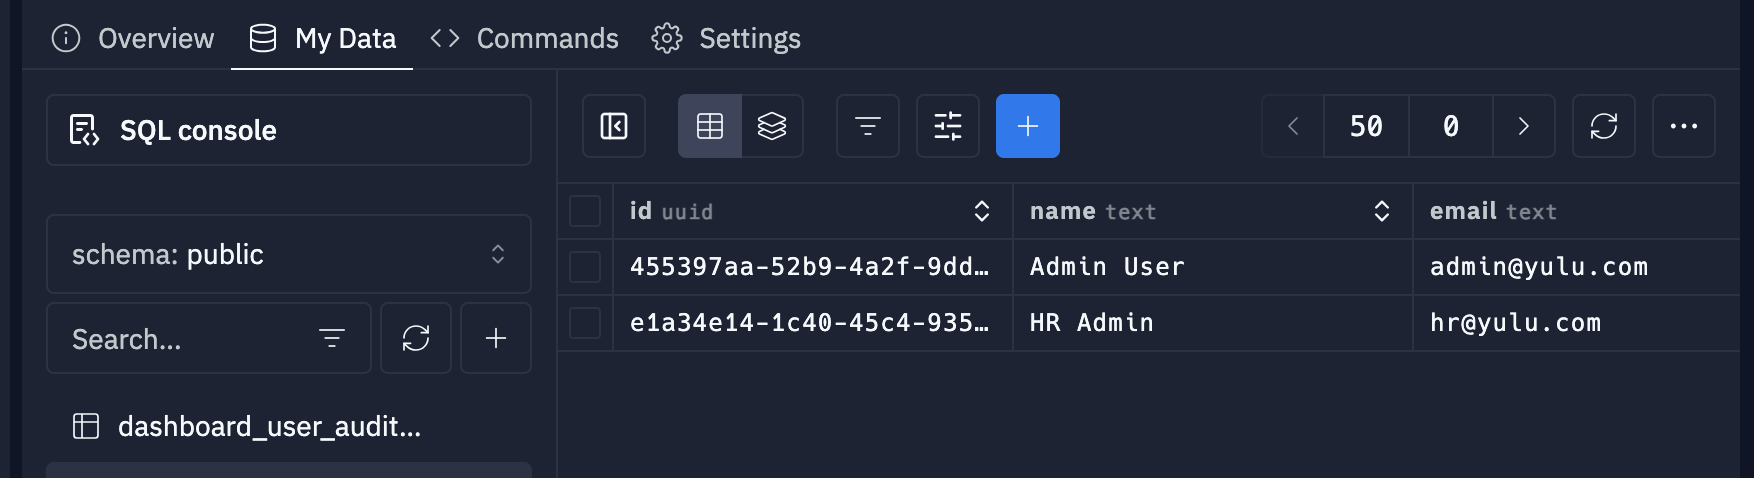 Overview My Data Commands Settings
SQL console
schema: public
Search...
dashboard_user_audit...
50 0
id uuid name text email text
455397aa-52b9-4a2f-9dd… Admin User admin@yulu.com
e1a34e14-1c40-45c4-935… HR Admin hr@yulu.com